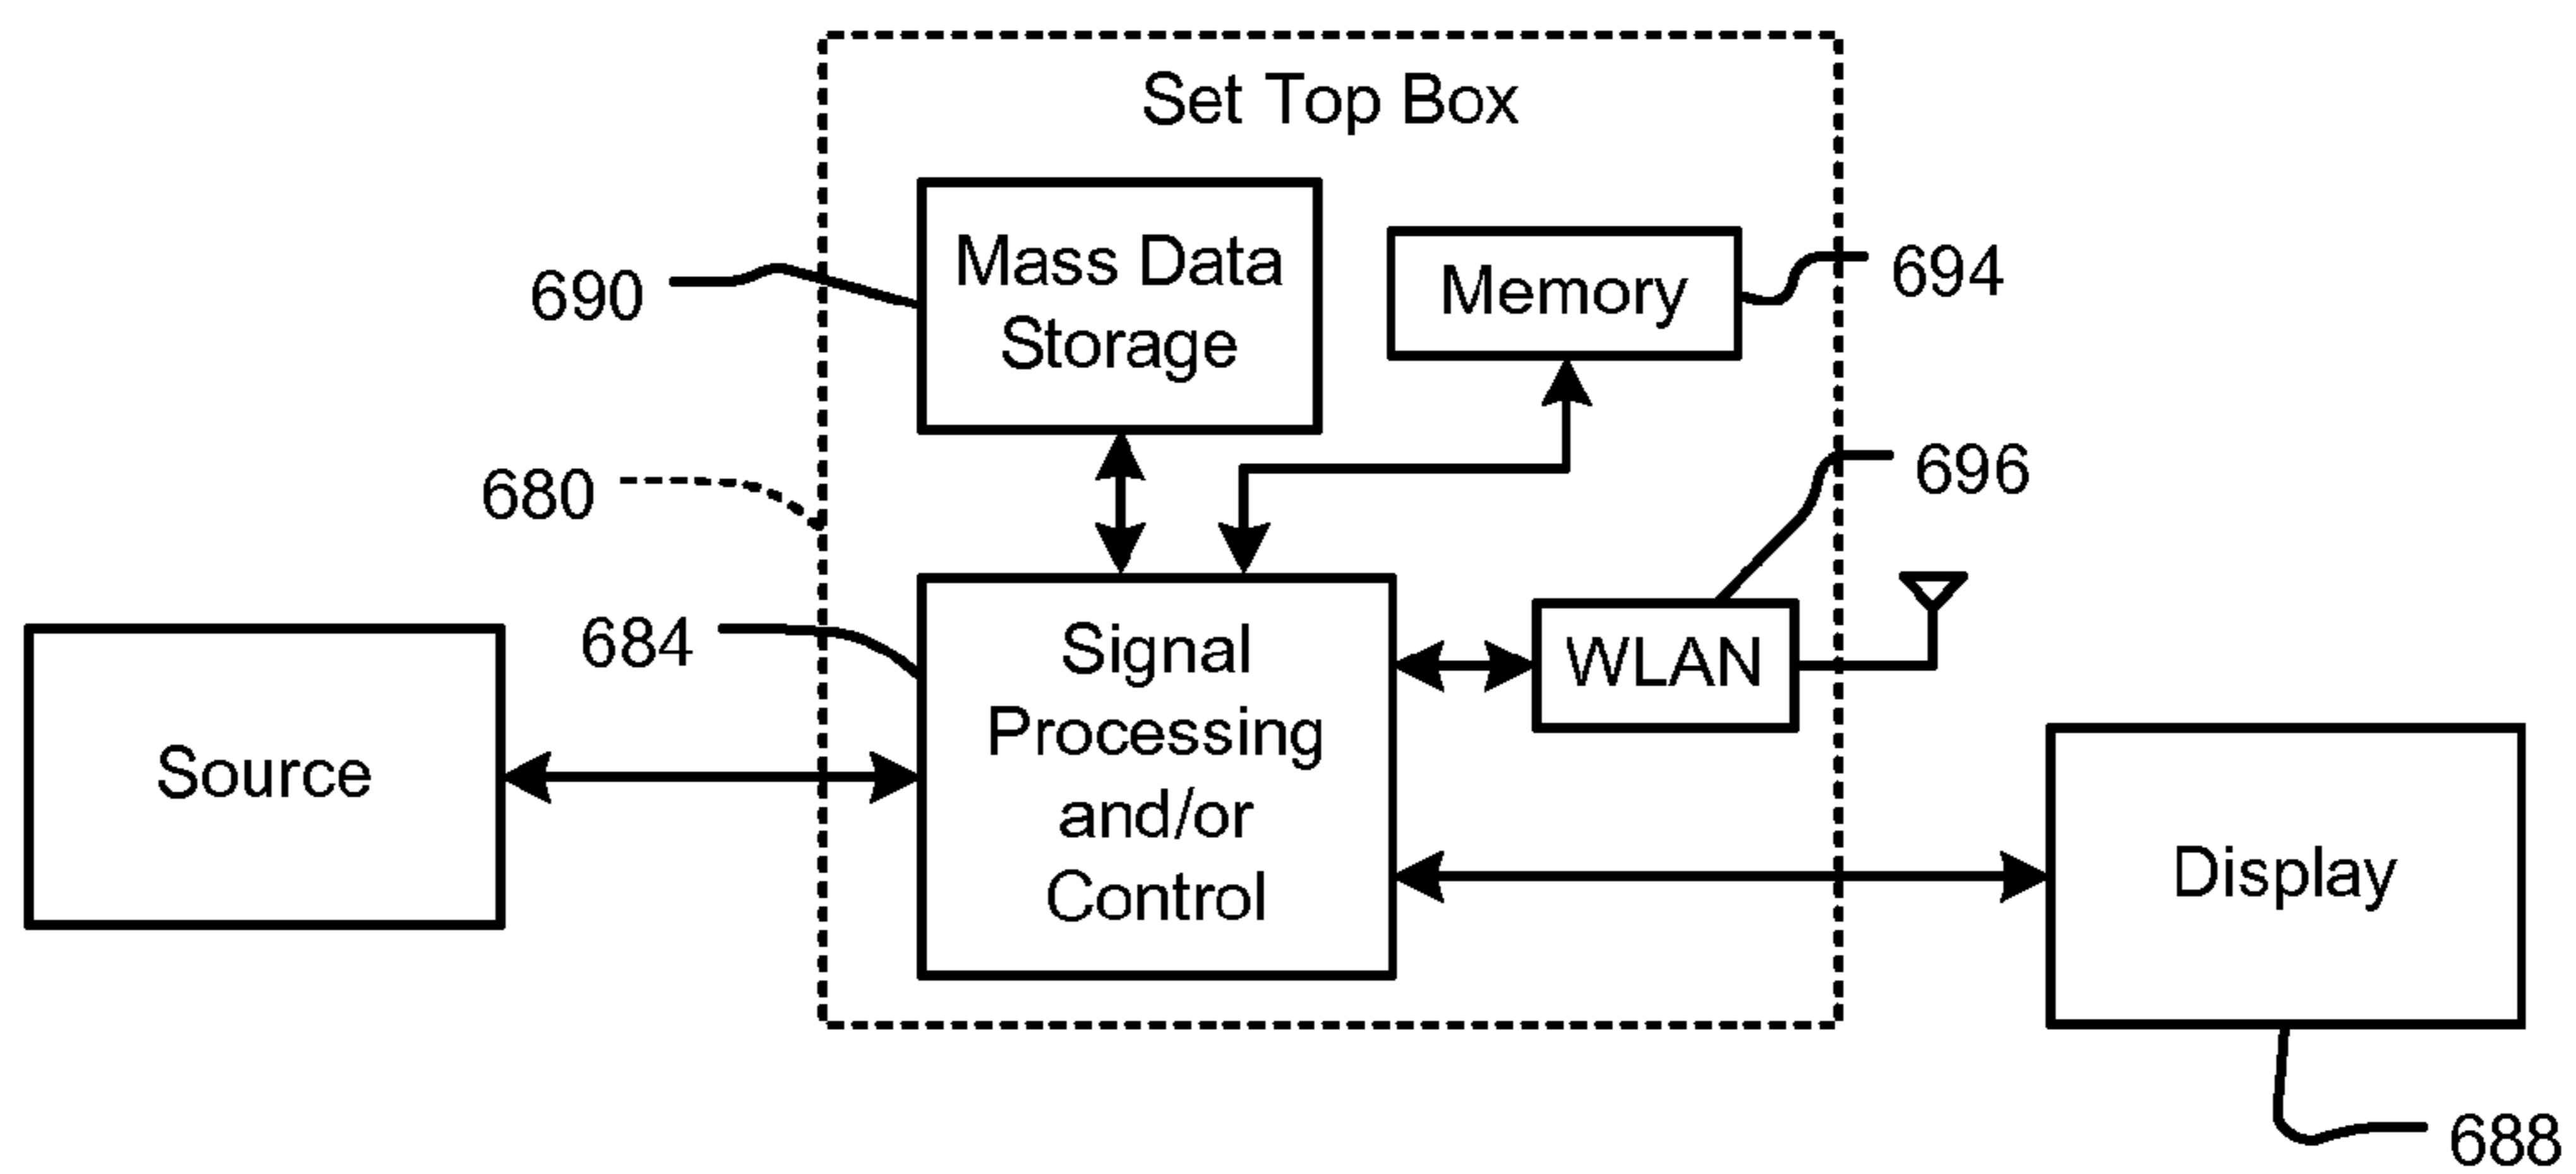 Set Top Box
Mass Data
Storage
690
Memory
694
696
680
684
Signal
Processing
and/or
Control
WLAN
Source
Display
688